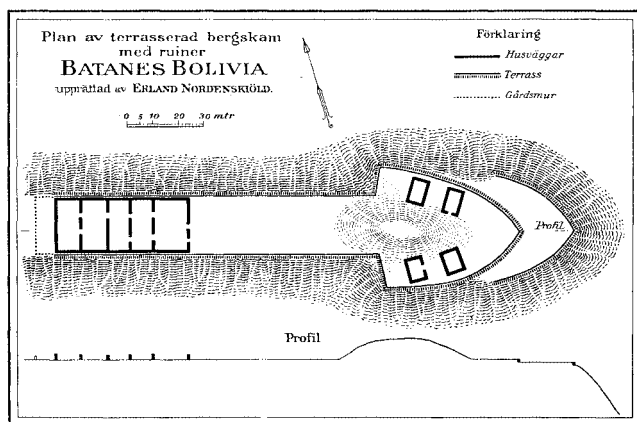 Plan av terrasserad bergskam
med ruiner
BATANES BOLIVIA
upprättad av ERLAND NORDENSKIÖLD.
0 5 10 20 30 mtr
Förklaring
Husväggar
Terrass
Gårdsmur
Profil
Profil